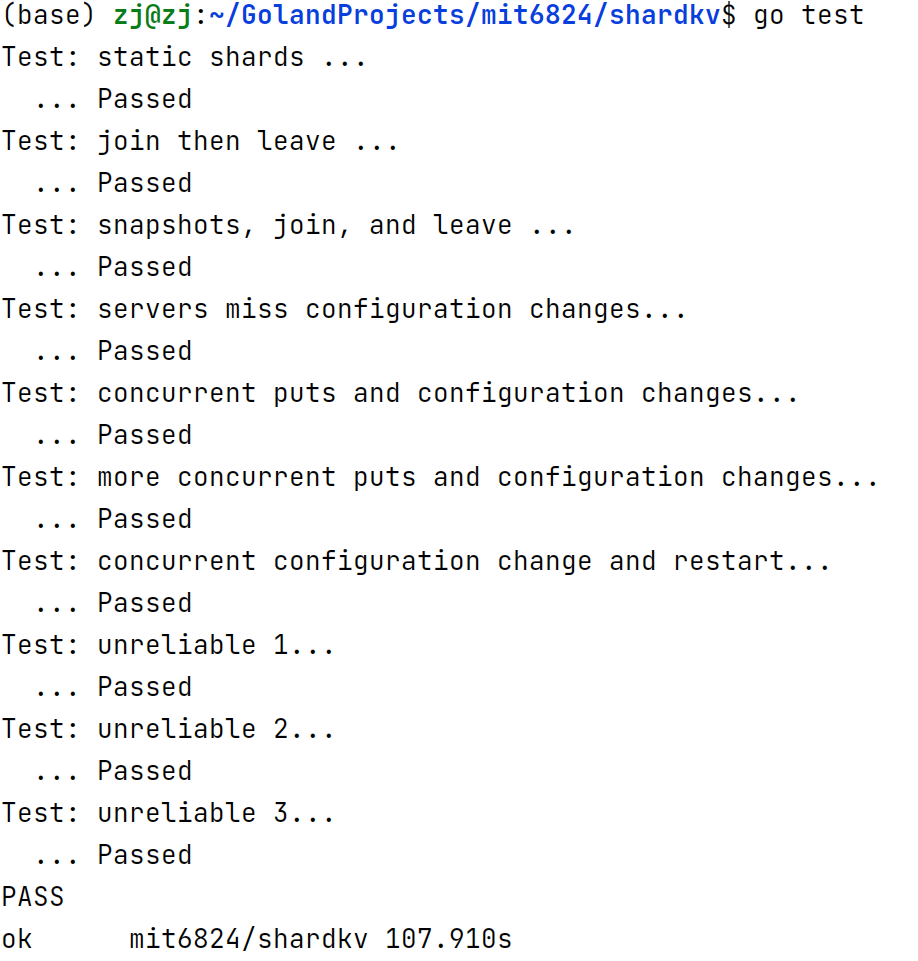 (base) zj@zj:~/GolandProjects/mit6824/shardkv$ go test
Test: static shards ...
  ... Passed
Test: join then leave ...
  ... Passed
Test: snapshots, join, and leave ...
  ... Passed
Test: servers miss configuration changes...
  ... Passed
Test: concurrent puts and configuration changes...
  ... Passed
Test: more concurrent puts and configuration changes...
  ... Passed
Test: concurrent configuration change and restart...
  ... Passed
Test: unreliable 1...
  ... Passed
Test: unreliable 2...
  ... Passed
Test: unreliable 3...
  ... Passed
PASS
ok      mit6824/shardkv 107.910s